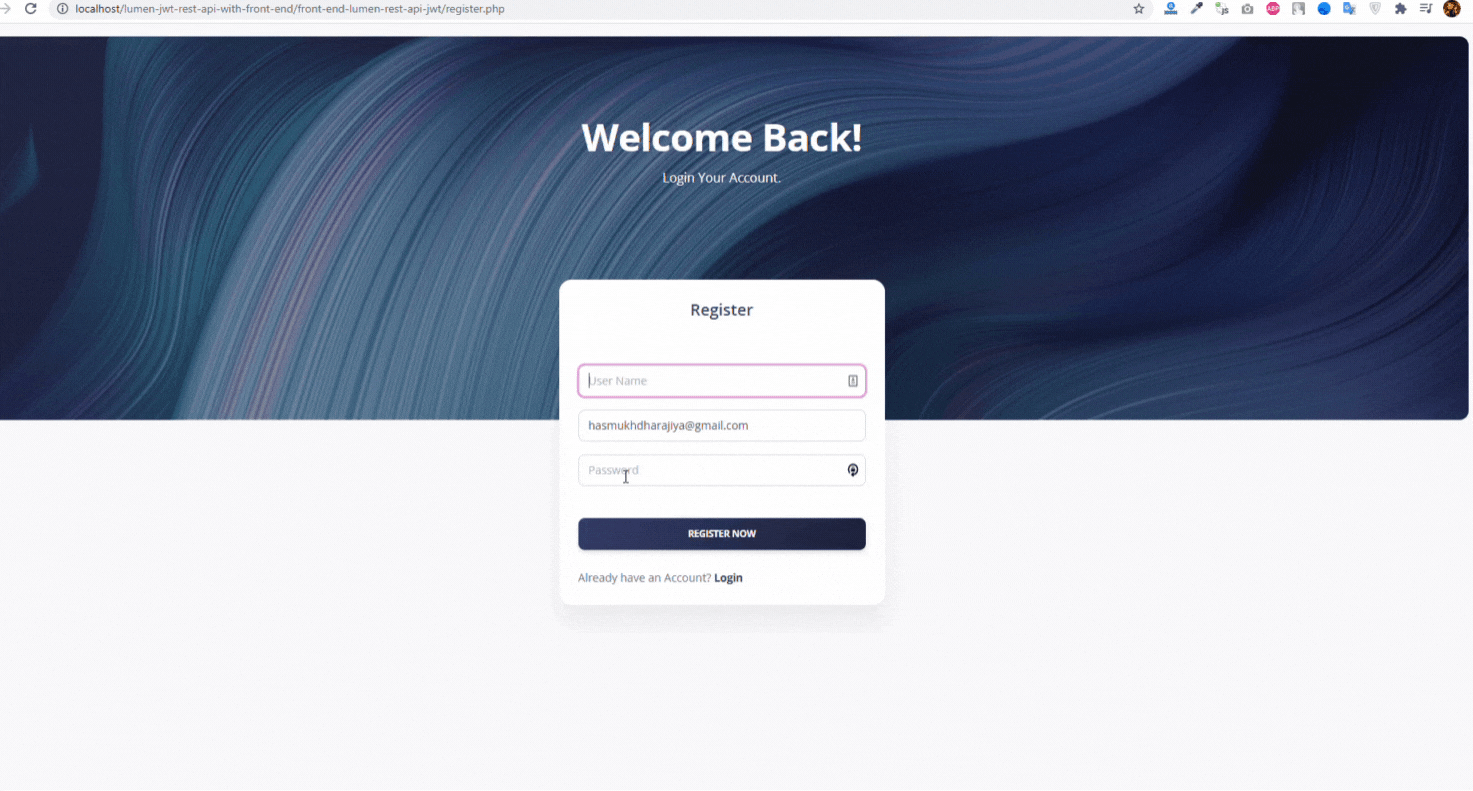 localhost/lumen-jwt-rest-api-with-front-end/front-end-lumen-rest-api-jwt/register.php
Welcome Back!
Login Your Account.
Register
User Name
hasmukhdharajiya@gmail.com
Password
REGISTER NOW
Already have an Account? Login